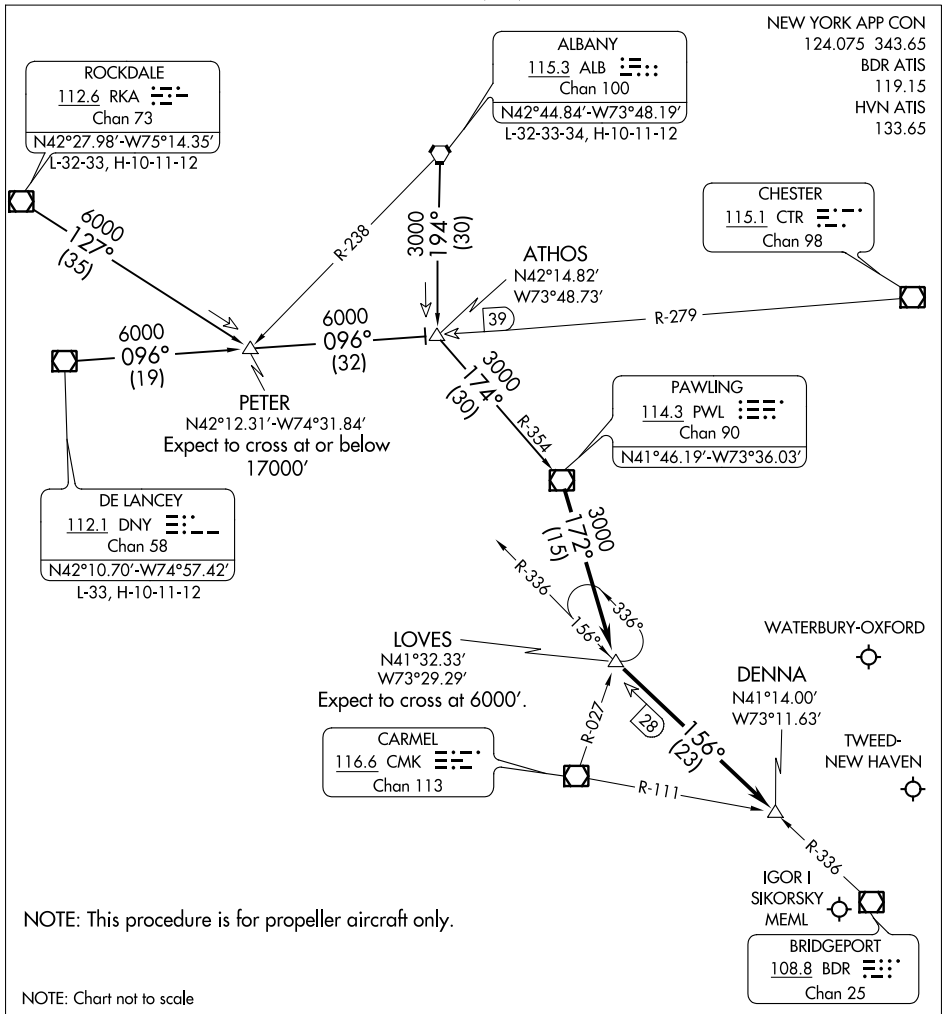 NEW YORK APP CON
124.075 343.65
BDR ATIS
119.15
HVN ATIS
133.65
ALBANY
115.3 ALB
Chan 100
N42°44.84'-W73°48.19'
L-32-33-34, H-10-11-12
ROCKDALE
112.6 RKA
Chan 73
N42°27.98'-W75°14.35'
L-32-33, H-10-11-12
CHESTER
115.1 CTR
Chan 98
6000
127°
(35)
R-238
3000
194°
(30)
ATHOS
N42°14.82'
W73°48.73'
39
R-279
6000
096°
(19)
6000
096°
(32)
PETER
N42°12.31'-W74°31.84'
Expect to cross at or below
17000'
3000
174°
(30)
R-354
PAWLING
114.3 PWL
Chan 90
N41°46.19'-W73°36.03'
DE LANCEY
112.1 DNY
Chan 58
N42°10.70'-W74°57.42'
L-33, H-10-11-12
3000
172°
(15)
R-336
156°
336°
LOVES
N41°32.33'
W73°29.29'
Expect to cross at 6000'.
WATERBURY-OXFORD
DENNA
N41°14.00'
W73°11.63'
28
156°
(23)
R-027
CARMEL
116.6 CMK
Chan 113
R-111
TWEED-
NEW HAVEN
R-336
IGOR I
SIKORSKY
MEML
BRIDGEPORT
108.8 BDR
Chan 25
NOTE: This procedure is for propeller aircraft only.
NOTE: Chart not to scale